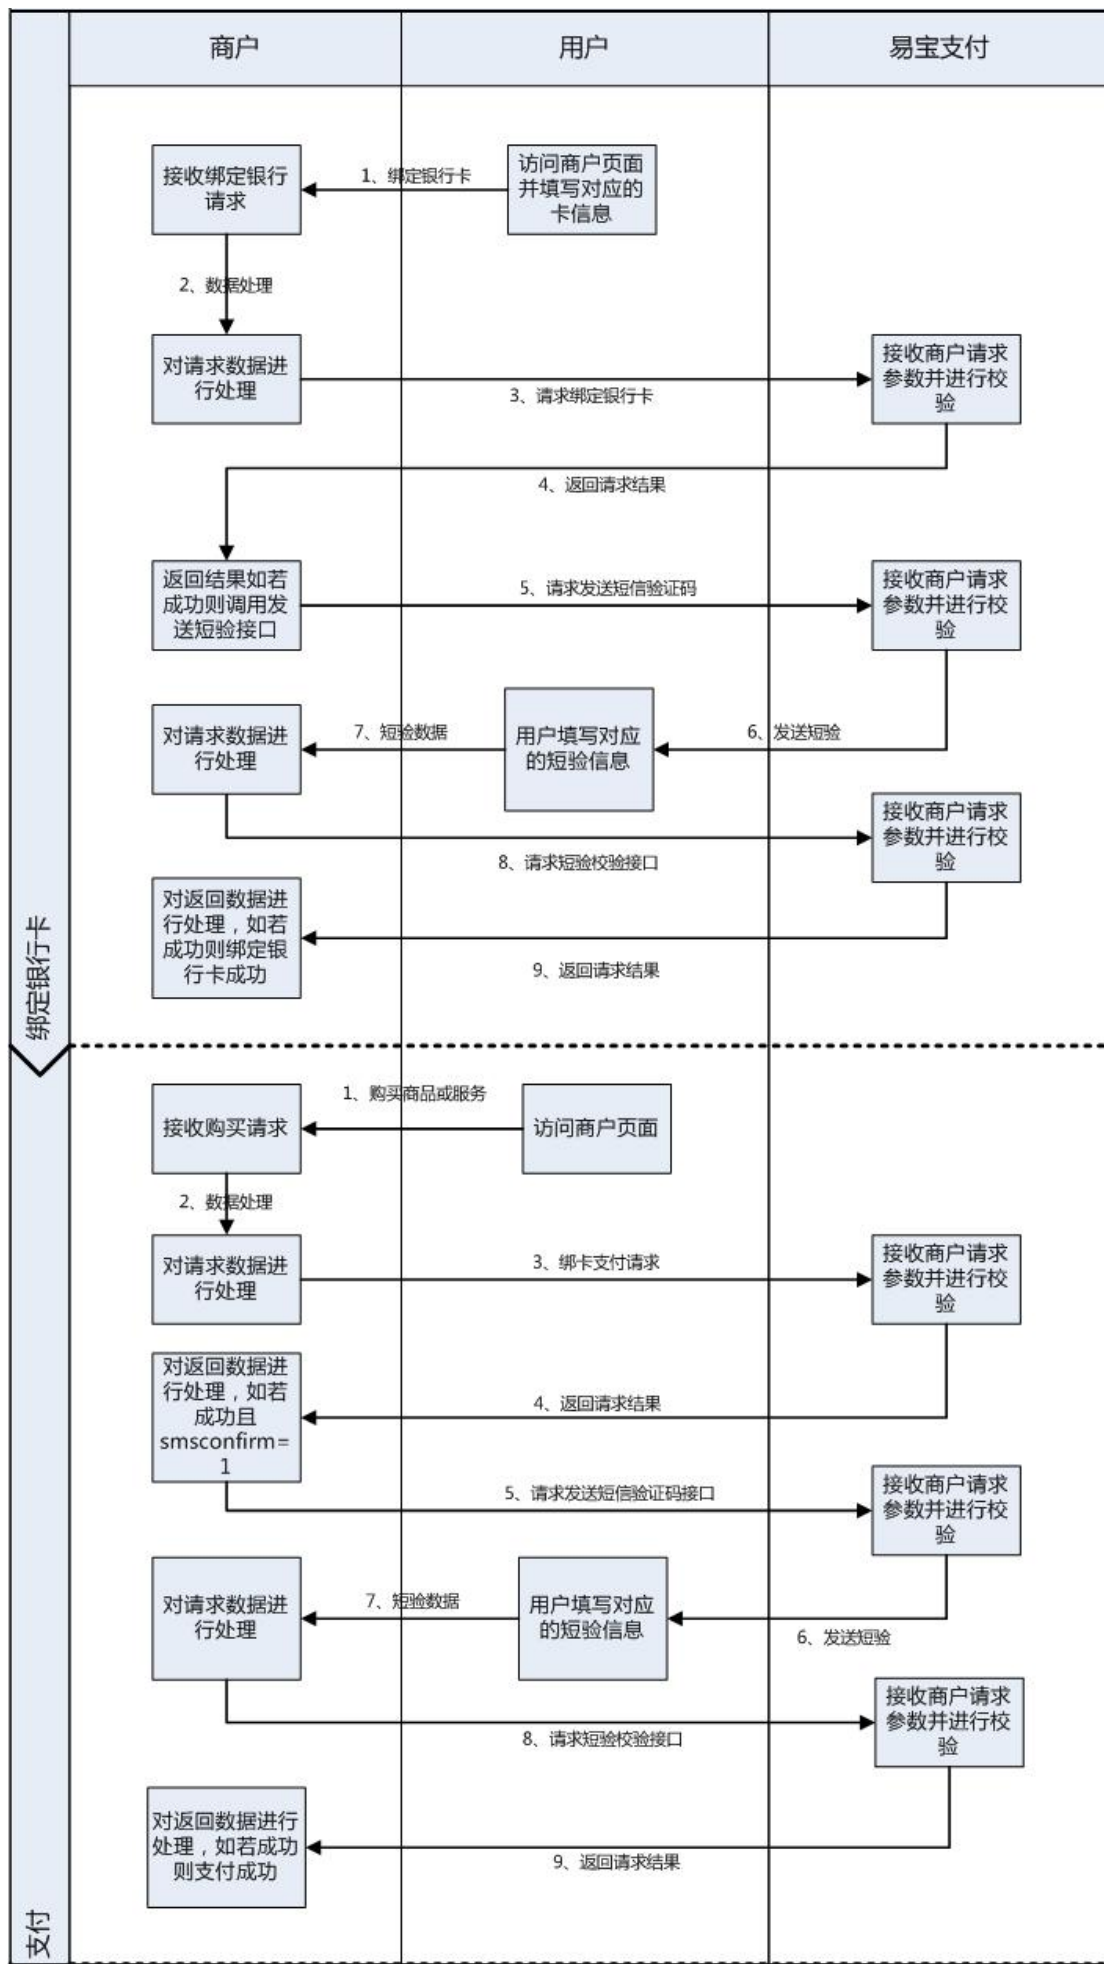 商户
用户
易宝支付
接收绑定银行
请求
1、绑定银行卡
访问商户页面
并填写对应的
卡信息
2、数据处理
对请求数据进
行处理
3、请求绑定银行卡
接收商户请求
参数并进行校
验
4、返回请求结果
返回结果如若
成功则调用发
送短验接口
5、请求发送短信验证码
接收商户请求
参数并进行校
验
对请求数据进
行处理
7、短验数据
用户填写对应
的短验信息
6、发送短验
8、请求短验校验接口
接收商户请求
参数并进行校
验
对返回数据进
行处理，如若
成功则绑定银
行卡成功
9、返回请求结果
绑定银行卡
接收购买请求
1、购买商品或服务
访问商户页面
2、数据处理
对请求数据进
行处理
3、绑卡支付请求
接收商户请求
参数并进行校
验
对返回数据进
行处理，如若
成功且
smsconfirm=
1
4、返回请求结果
5、请求发送短信验证码接口
接收商户请求
参数并进行校
验
对请求数据进
行处理
7、短验数据
用户填写对应
的短验信息
6、发送短验
8、请求短验校验接口
接收商户请求
参数并进行校
验
对返回数据进行
处理，如若成功
则支付成功
9、返回请求结果
支付